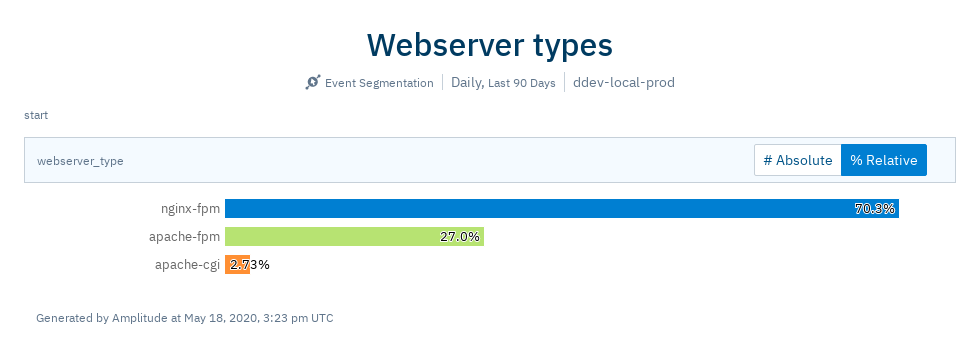 Webserver types
Event Segmentation Daily, Last 90 Days ddev-local-prod
start
webserver_type # Absolute % Relative
nginx-fpm 70.3%
apache-fpm 27.0%
apache-cgi 2.73%
Generated by Amplitude at May 18, 2020, 3:23 pm UTC